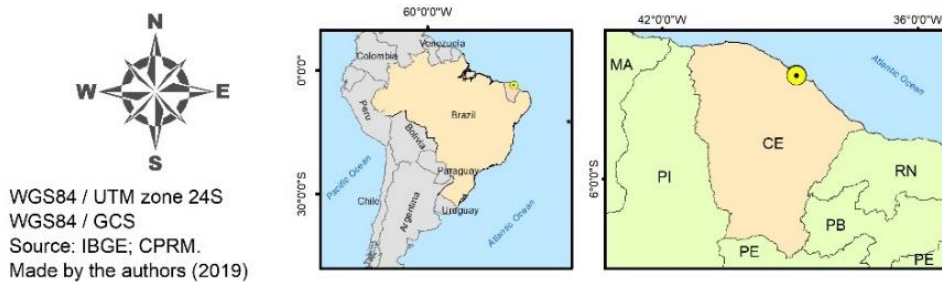 N
W E
S
WGS84 / UTM zone 24S
WGS84 / GCS
Source: IBGE; CPRM.
Made by the authors (2019)
60°0'0"W
0°0'0"
30°0'0"S
Venezuela
Colombia
Peru
Brazil
Bolivia
Paraguay
Chile
Argentina
Uruguay
Pacific Ocean
Atlantic Ocean
42°0'0"W 36°0'0"W
6°0'0"S
Atlantic Ocean
MA
CE
PI
RN
PB
PE
PE